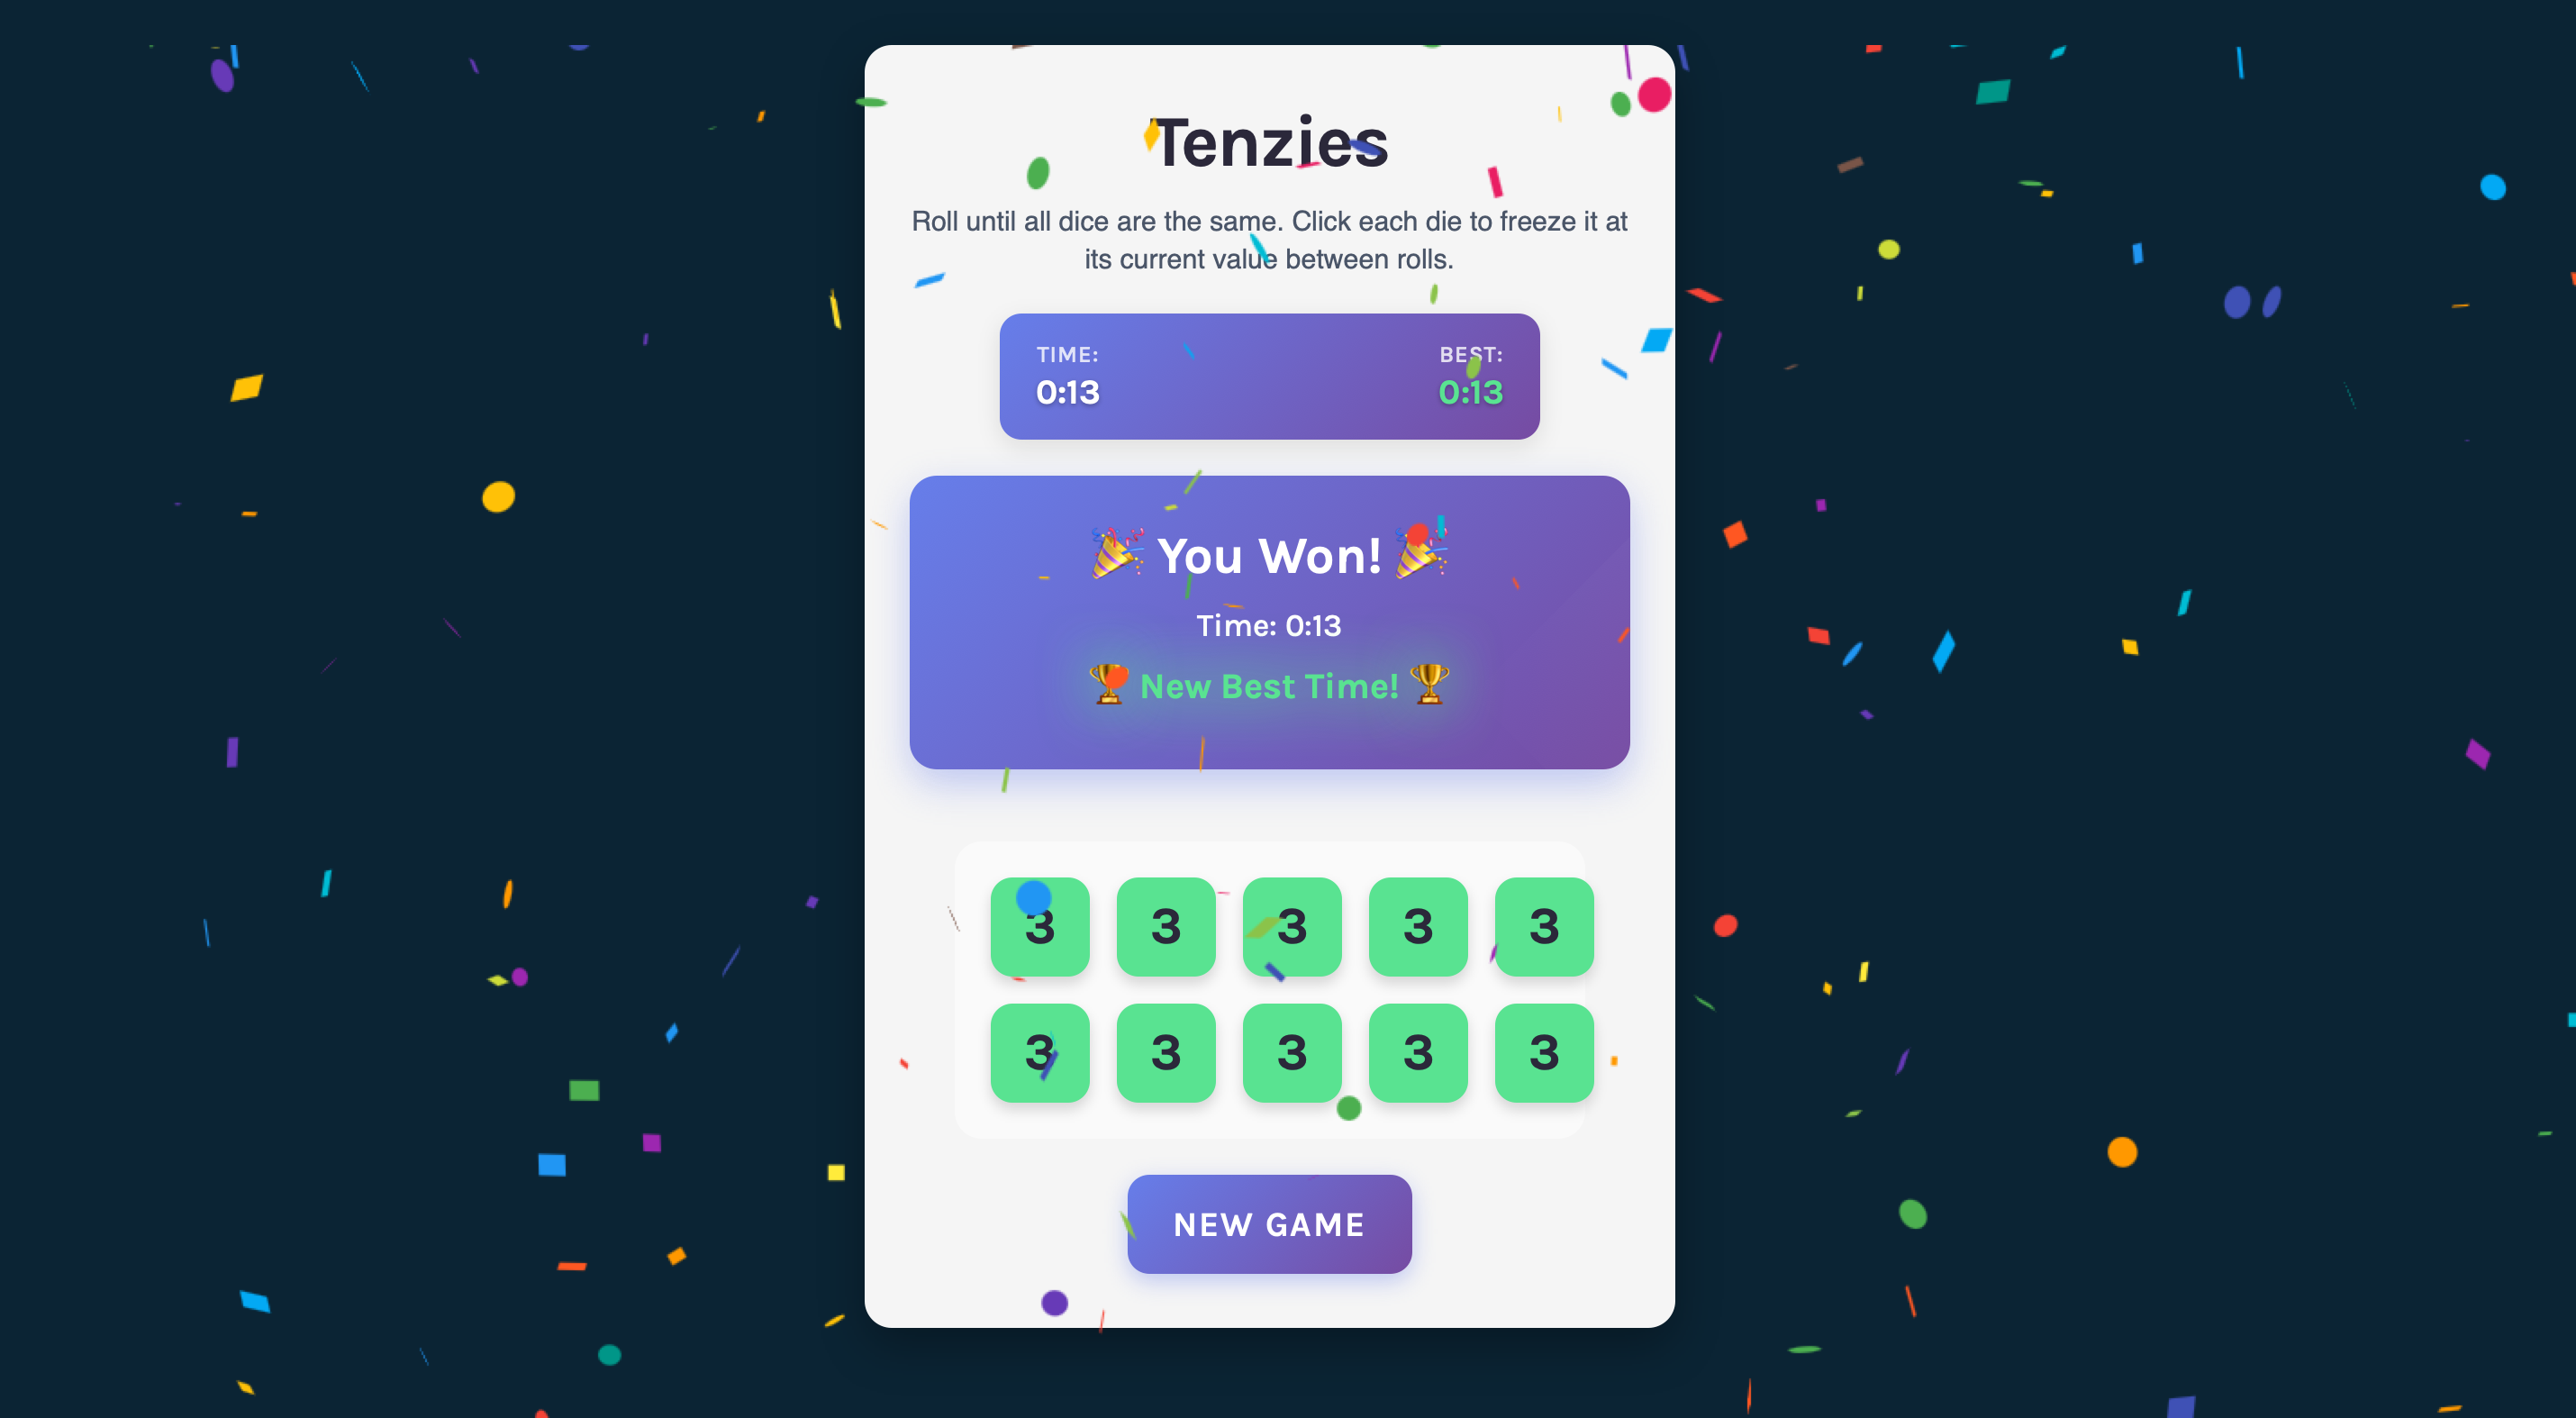 Tenzies
Roll until all dice are the same. Click each die to freeze it at
its current value between rolls.
TIME: BEST:
0:13 0:13
🎉 You Won! 🎉
Time: 0:13
🏆 New Best Time! 🏆
3 3 3 3 3
3 3 3 3 3
NEW GAME